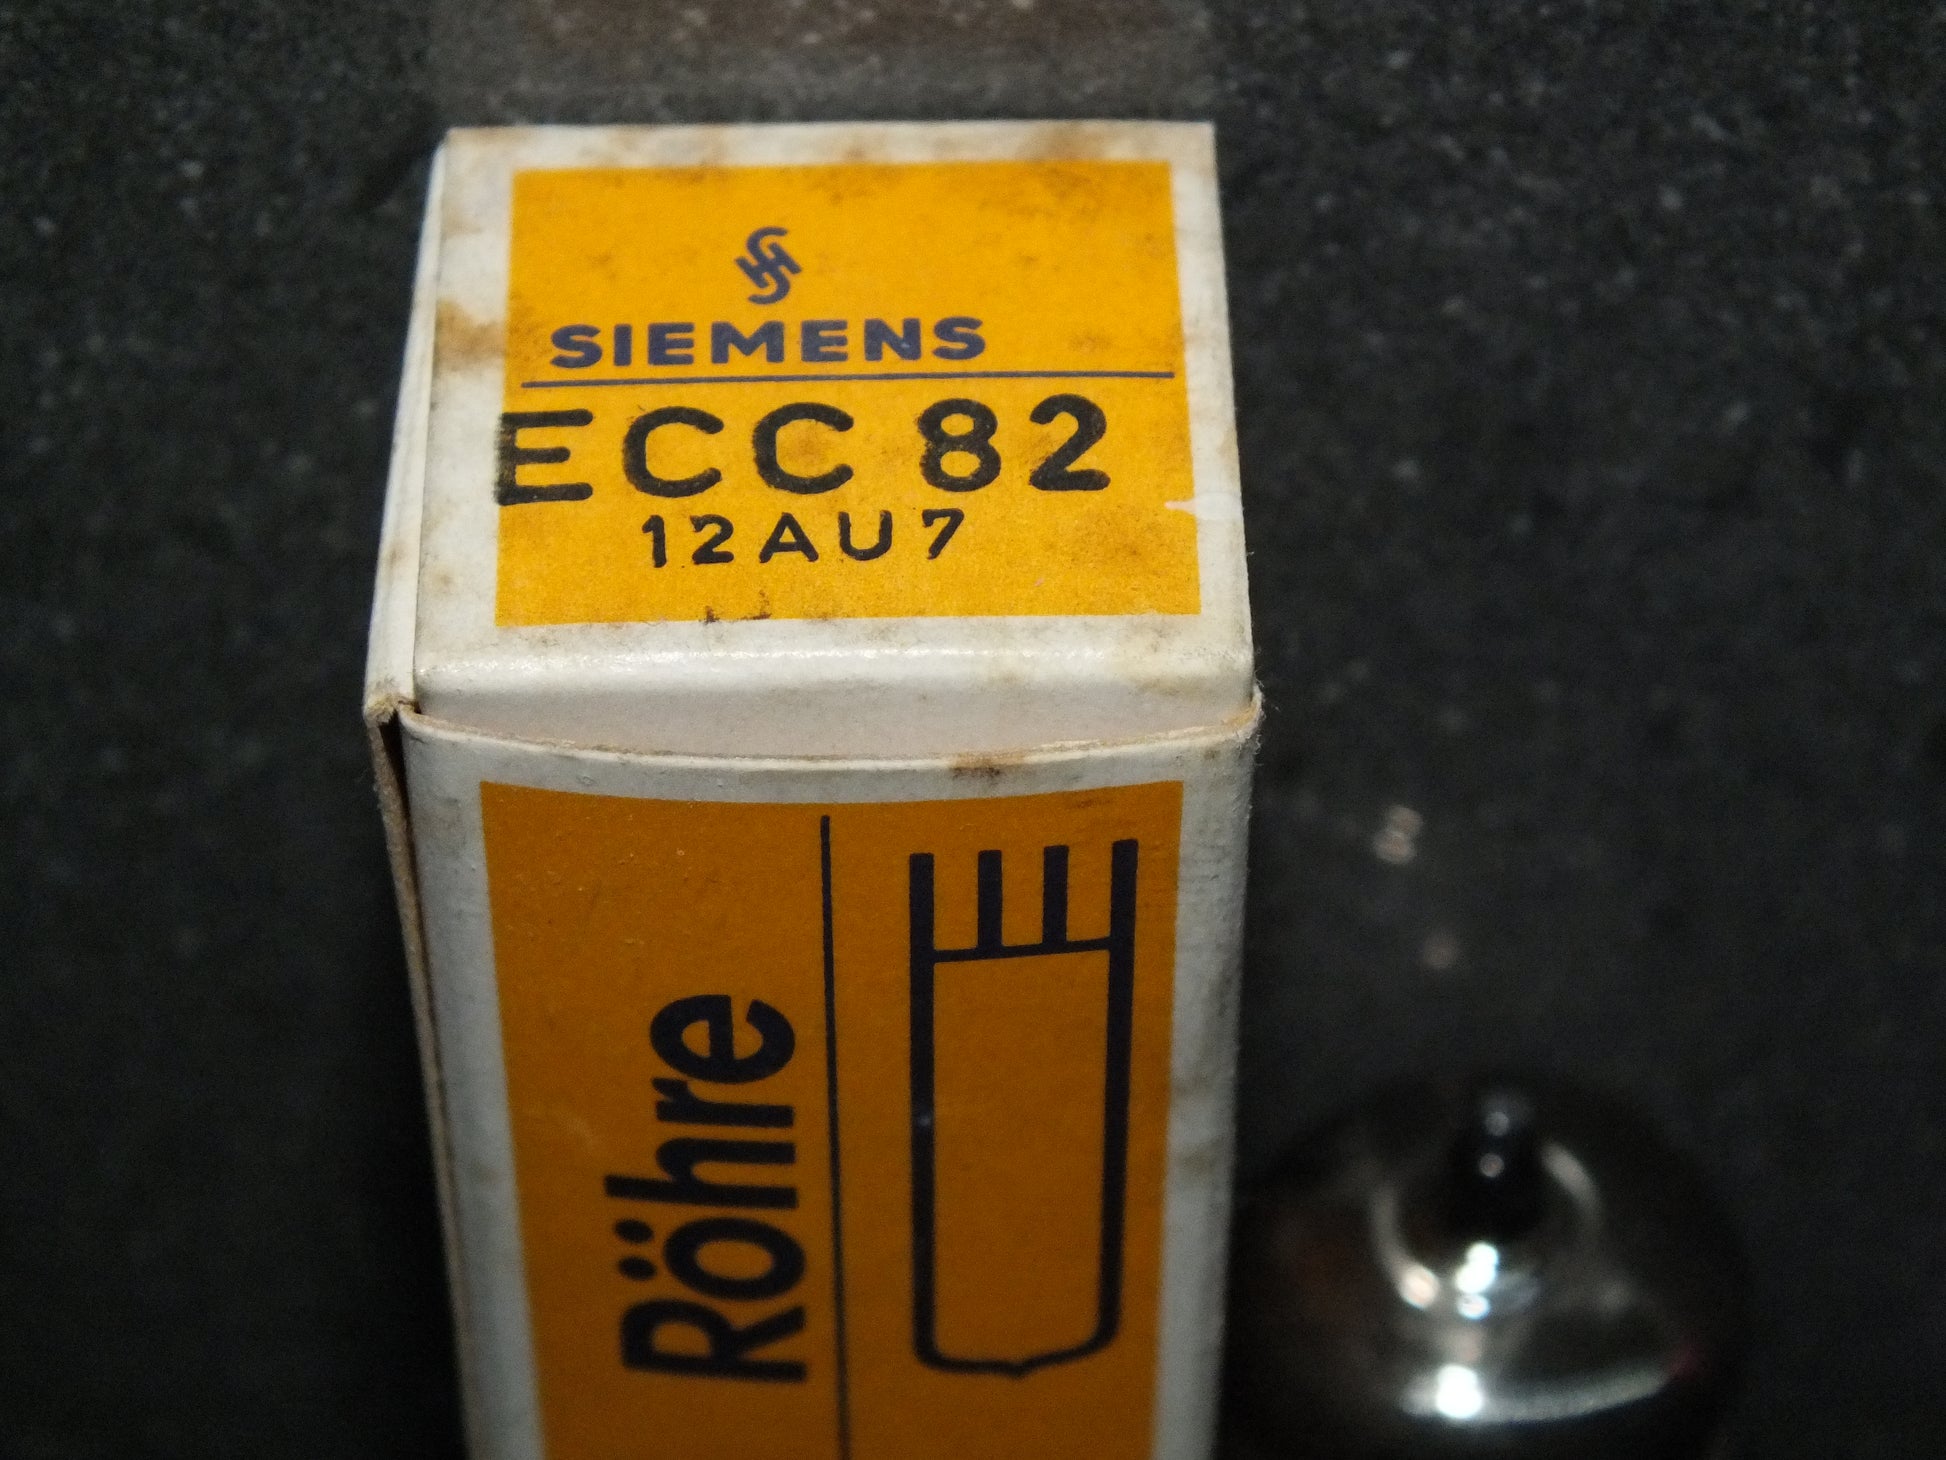 SIEMENS
ECC 82
12AU7
Röhre